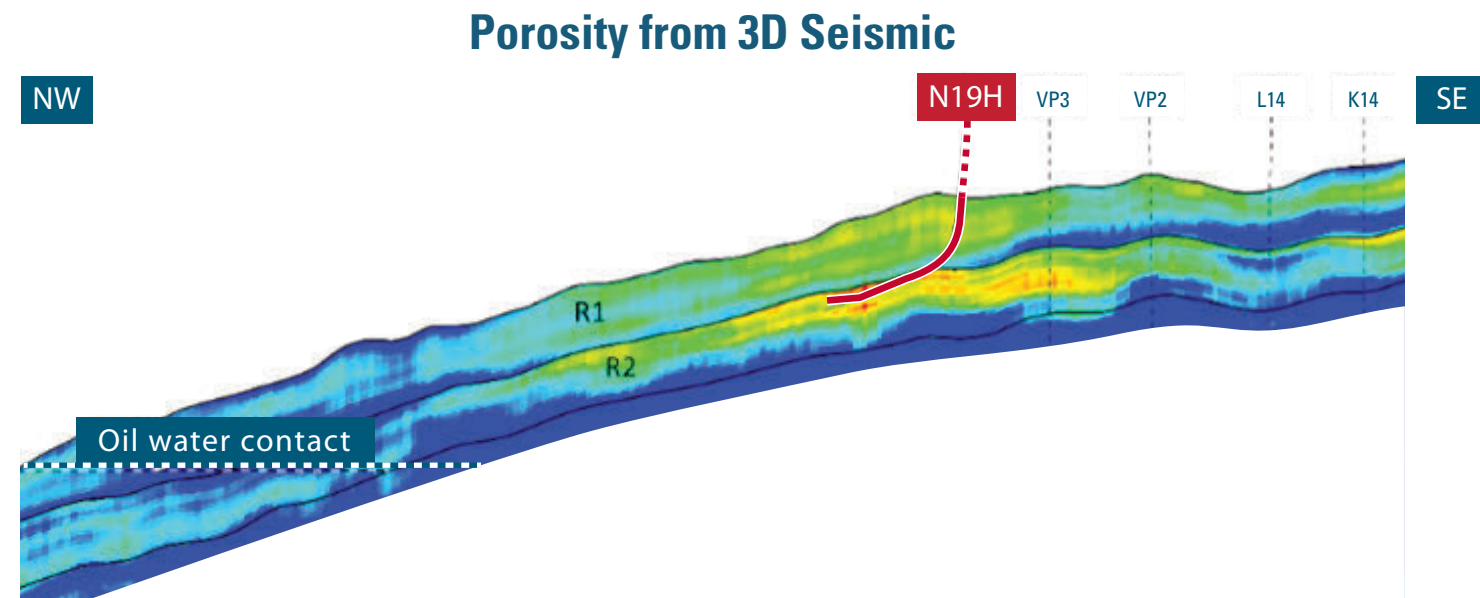 Porosity from 3D Seismic
NW
N19H
VP3
VP2
L14
K14
SE
R1
R2
Oil water contact